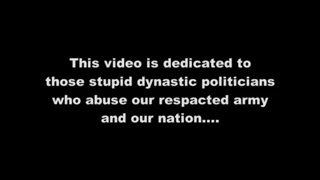 This video is dedicated to
those stupid dynastic politicians
who abuse our respacted army
and our nation....